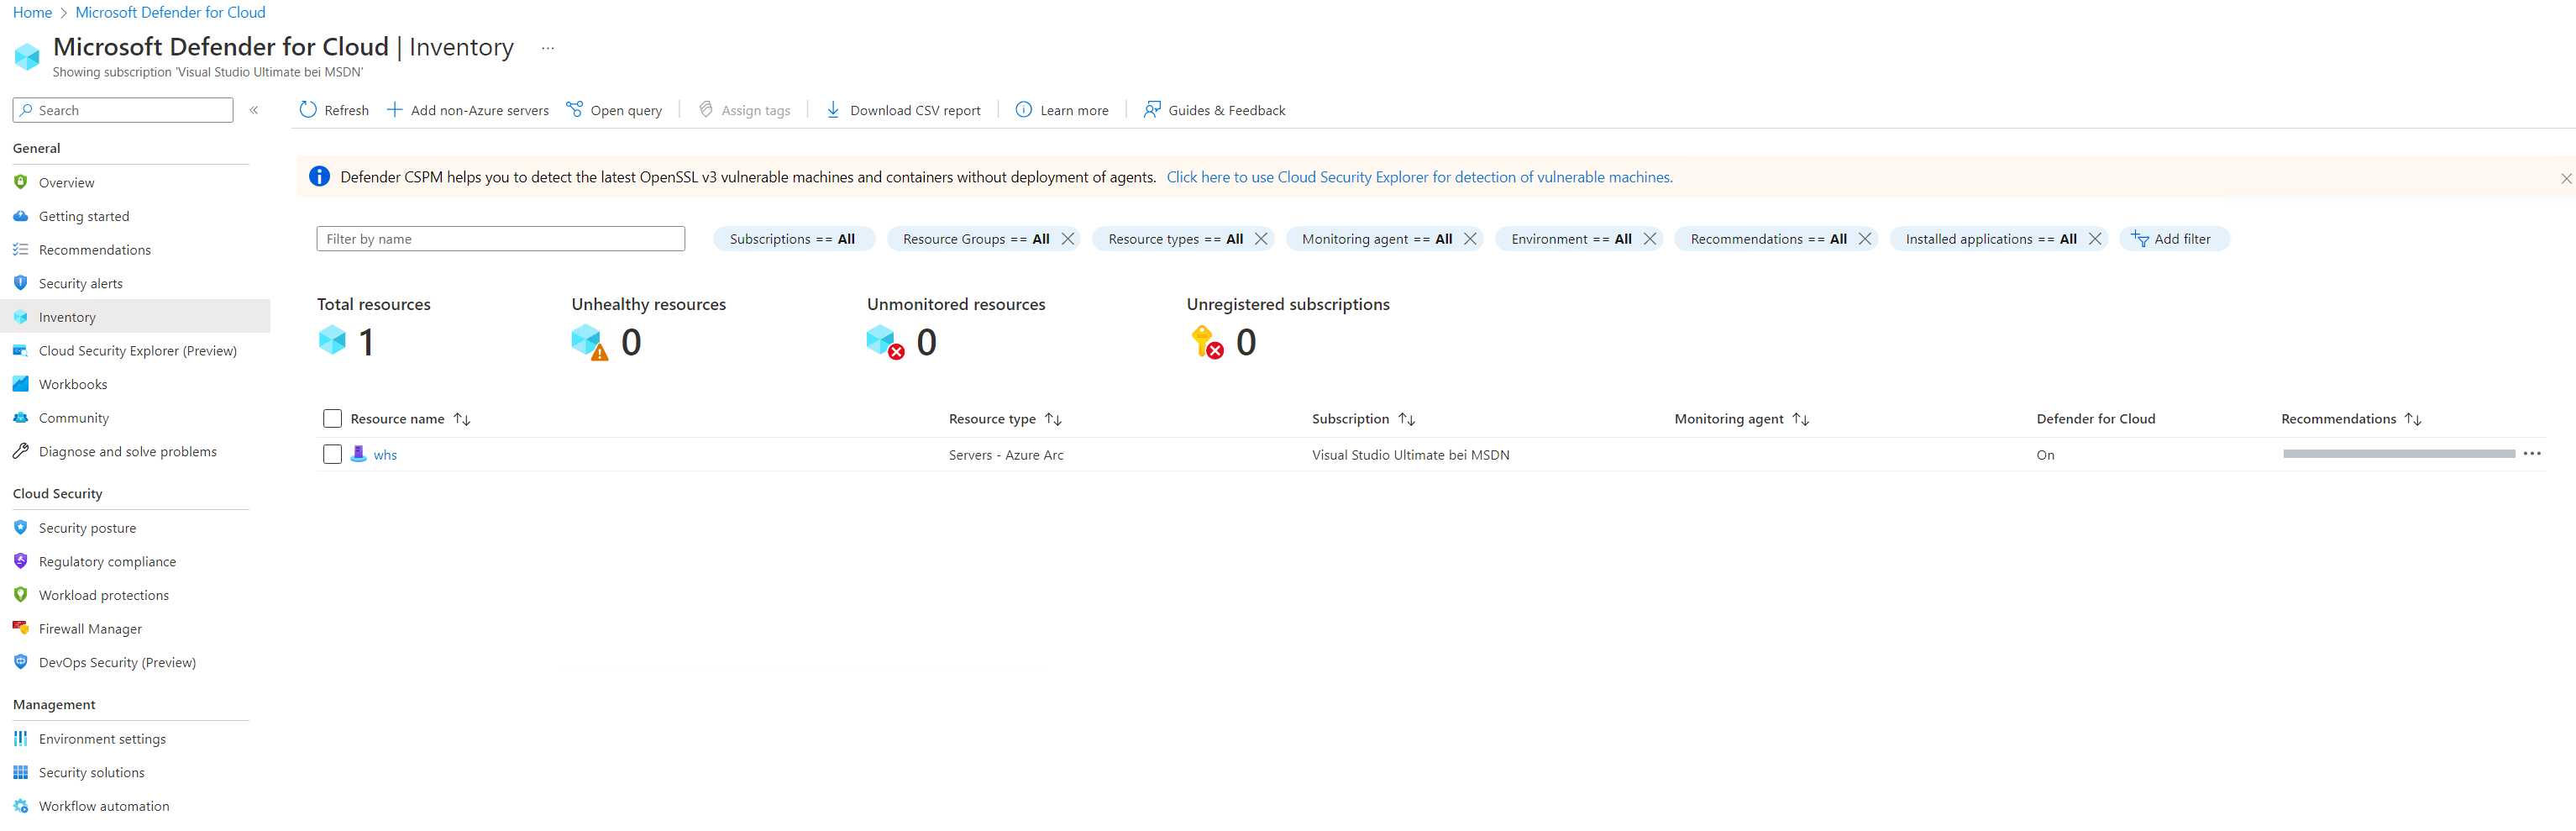 Home > Microsoft Defender for Cloud
Microsoft Defender for Cloud | Inventory ...
Showing subscription 'Visual Studio Ultimate bei MSDN'
Search «
General
Overview
Getting started
Recommendations
Security alerts
Inventory
Cloud Security Explorer (Preview)
Workbooks
Community
Diagnose and solve problems
Cloud Security
Security posture
Regulatory compliance
Workload protections
Firewall Manager
DevOps Security (Preview)
Management
Environment settings
Security solutions
Workflow automation
Refresh Add non-Azure servers Open query Assign tags Download CSV report Learn more Guides & Feedback
Defender CSPM helps you to detect the latest OpenSSL v3 vulnerable machines and containers without deployment of agents. Click here to use Cloud Security Explorer for detection of vulnerable machines.
Filter by name Subscriptions == All Resource Groups == All Resource types == All Monitoring agent == All Environment == All Recommendations == All Installed applications == All Add filter
Total resources Unhealthy resources Unmonitored resources Unregistered subscriptions
1 0 0 0
Resource name Resource type Subscription Monitoring agent Defender for Cloud Recommendations
whs Servers - Azure Arc Visual Studio Ultimate bei MSDN On ...